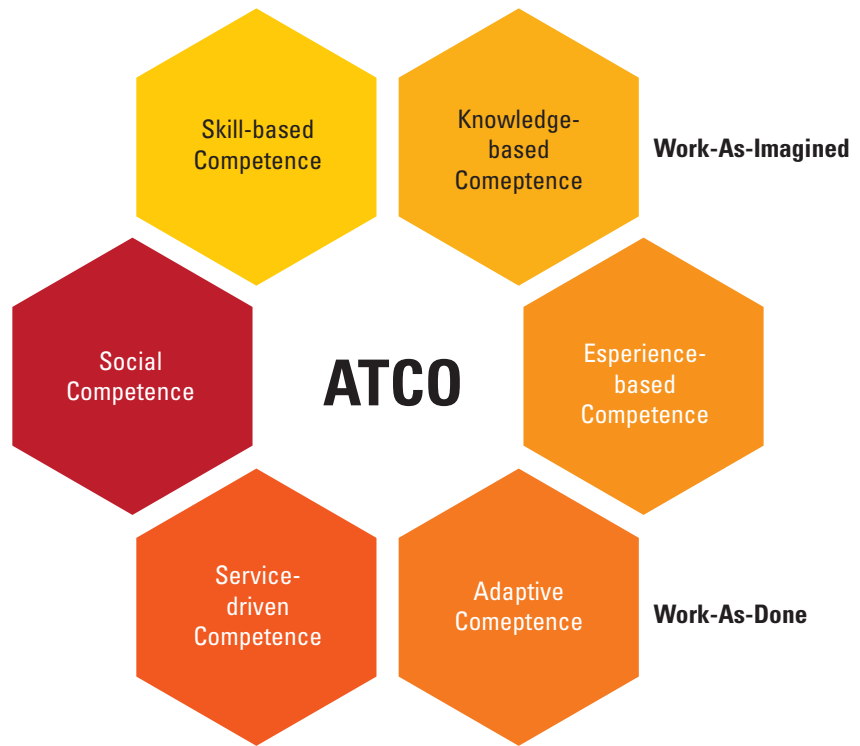 Skill-based
Competence
Knowledge-
based
Comeptence
Work-As-Imagined
Social
Competence
ATCO
Esperience-
based
Competence
Service-
driven
Competence
Adaptive
Comeptence
Work-As-Done